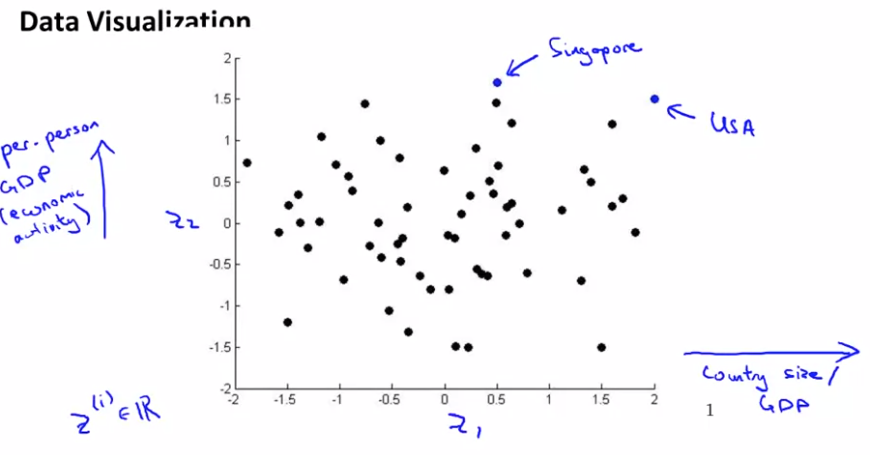 Data Visualization
Singapore
USA
per-person
GDP
(economic
activity)
2
1.5
1
0.5
0
-0.5
-1
-1.5
-2
z₂
-2
-1.5
-1
-0.5
0
0.5
1
1.5
2
z₁
z⁽ⁱ⁾ ∈ ℝ
Country size/
GDP
1